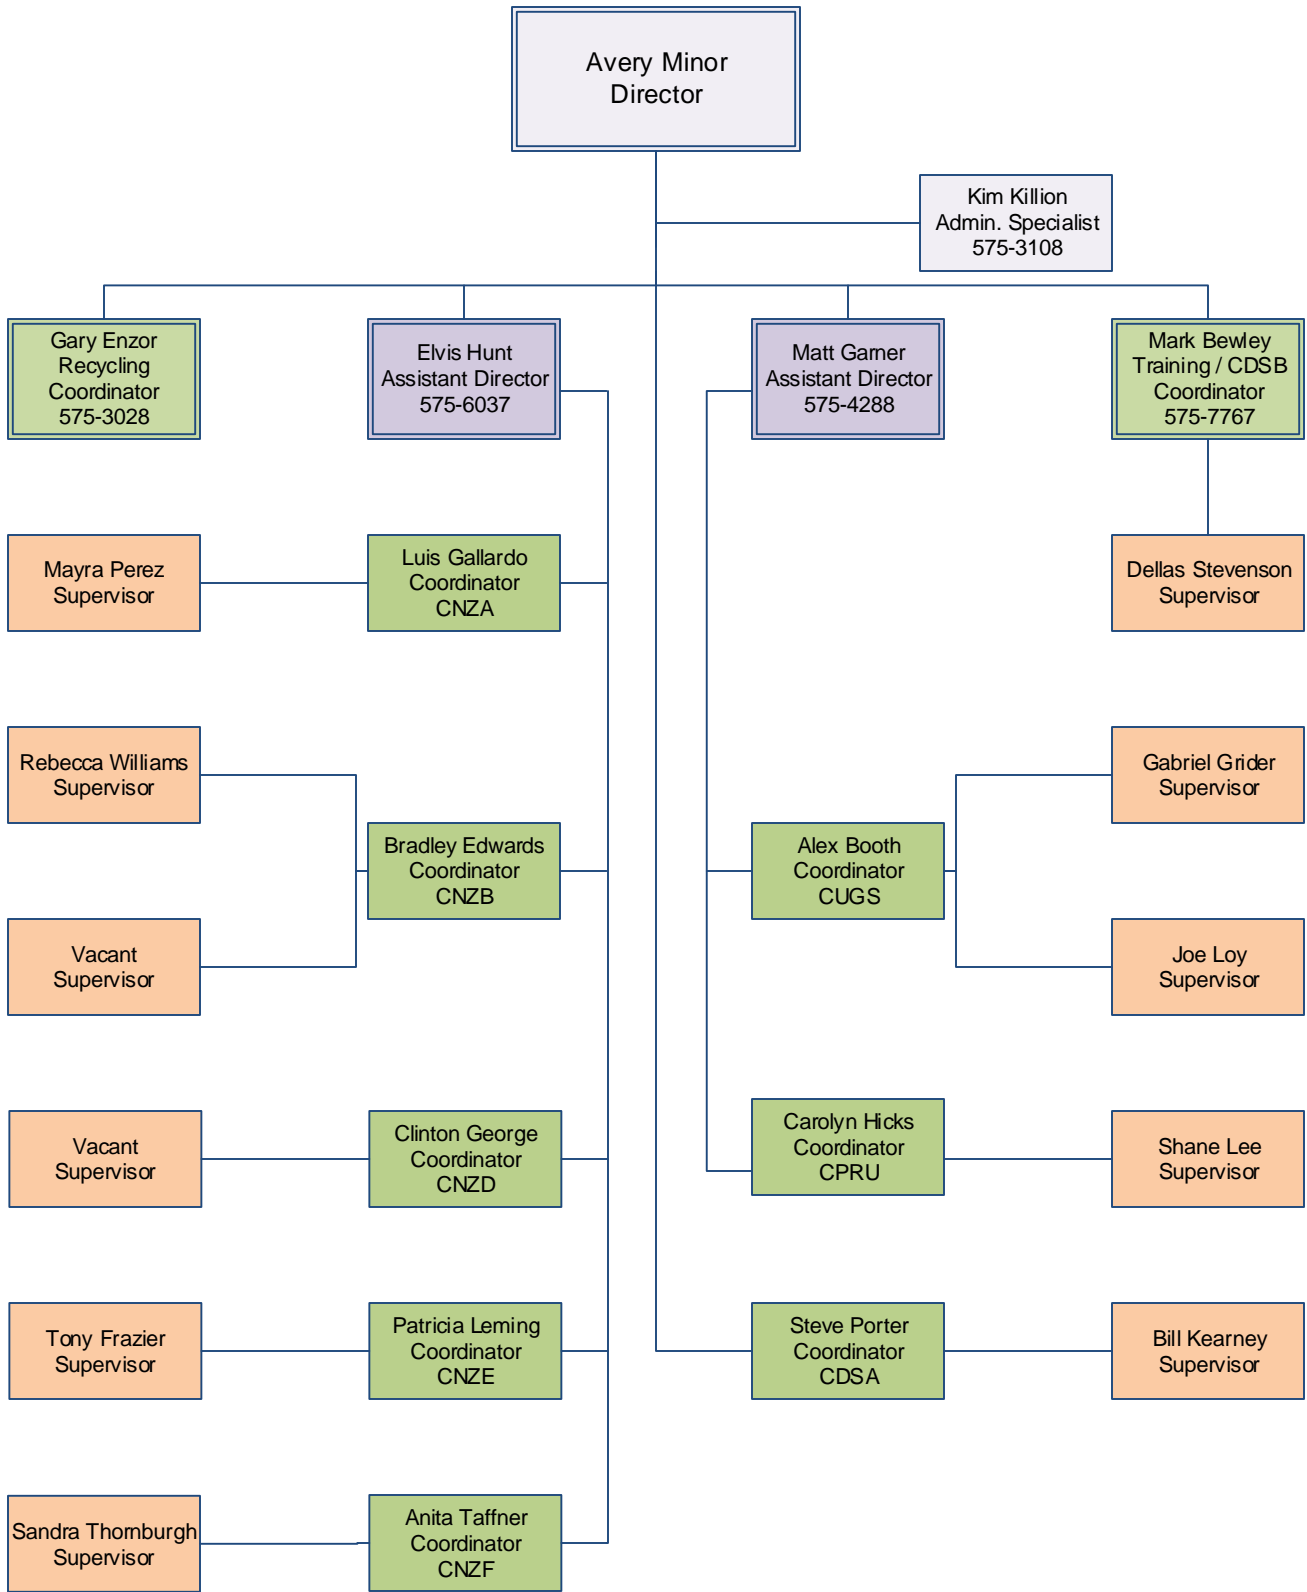 Avery Minor
Director
Kim Killion
Admin. Specialist
575-3108
Gary Enzor
Recycling
Coordinator
575-3028
Elvis Hunt
Assistant Director
575-6037
Matt Garner
Assistant Director
575-4288
Mark Bewley
Training / CDSB
Coordinator
575-7767
Mayra Perez
Supervisor
Luis Gallardo
Coordinator
CNZA
Dellas Stevenson
Supervisor
Rebecca Williams
Supervisor
Gabriel Grider
Supervisor
Bradley Edwards
Coordinator
CNZB
Alex Booth
Coordinator
CUGS
Vacant
Supervisor
Joe Loy
Supervisor
Vacant
Supervisor
Clinton George
Coordinator
CNZD
Carolyn Hicks
Coordinator
CPRU
Shane Lee
Supervisor
Tony Frazier
Supervisor
Patricia Leming
Coordinator
CNZE
Steve Porter
Coordinator
CDSA
Bill Kearney
Supervisor
Sandra Thornburgh
Supervisor
Anita Taffner
Coordinator
CNZF